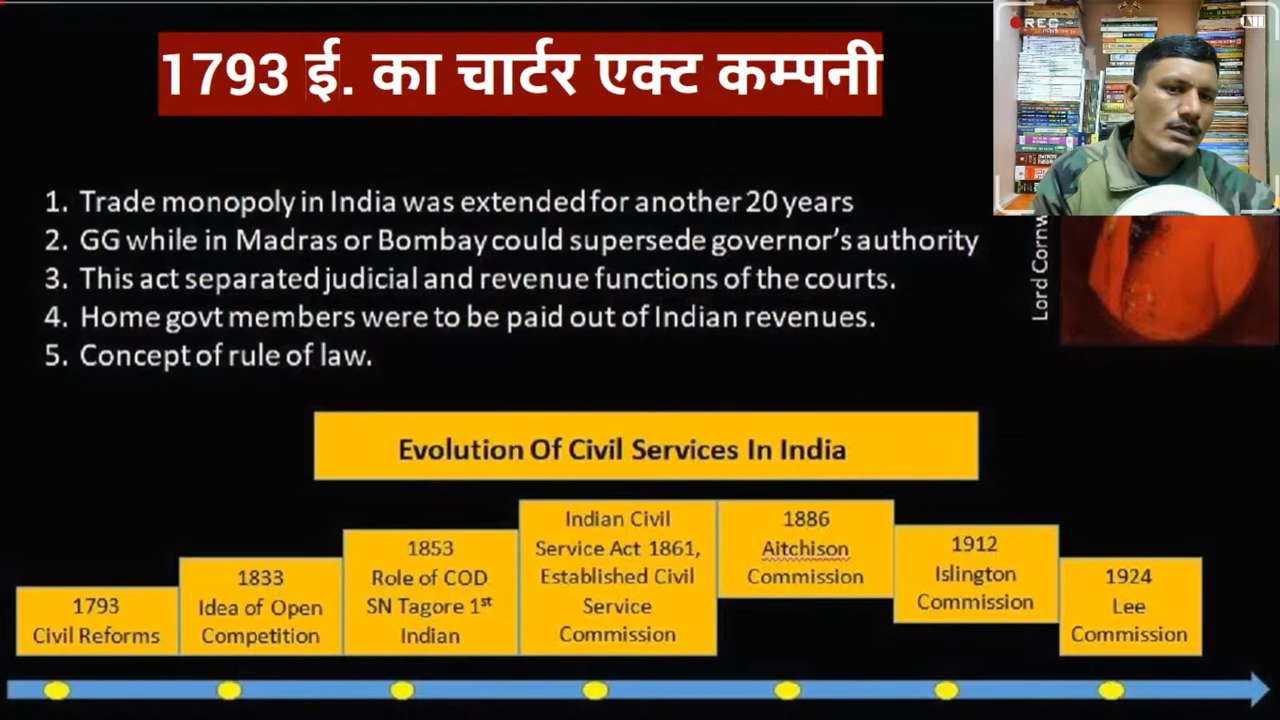 1793 ई. का चार्टर एक्ट कम्पनी
REC
1. Trade monopoly in India was extended for another 20 years
2. GG while in Madras or Bombay could supersede governor's authority
3. This act separated judicial and revenue functions of the courts.
4. Home govt members were to be paid out of Indian revenues.
5. Concept of rule of law.
Lord Cornw
Evolution Of Civil Services In India
1793
Civil Reforms
1833
Idea of Open
Competition
1853
Role of COD
SN Tagore 1st
Indian
Indian Civil
Service Act 1861,
Established Civil
Service
Commission
1886
Aitchison
Commission
1912
Islington
Commission
1924
Lee
Commission